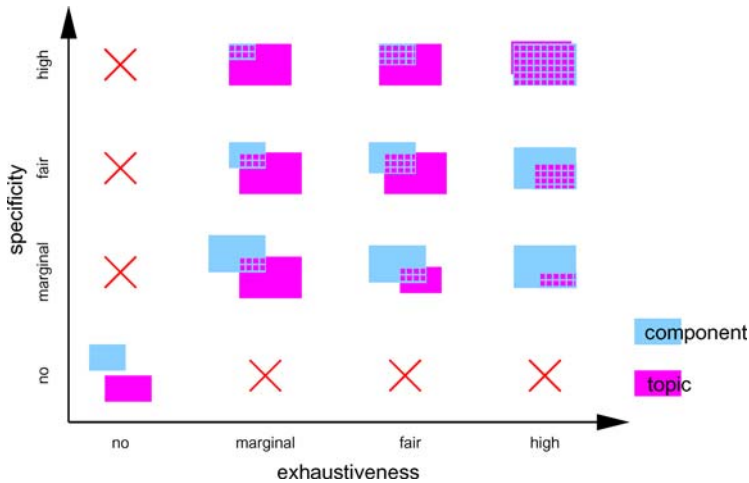 high
fair
marginal
no
specificity
component
topic
no marginal fair high
exhaustiveness